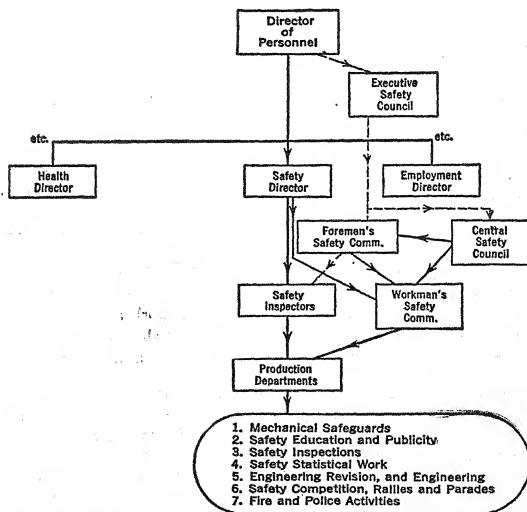 Director
of
Personnel
Executive
Safety
Council
etc.
etc.
Health
Director
Safety
Director
Employment
Director
Foremen's
Safety Comm.
Central
Safety
Council
Safety
Inspectors
Workman's
Safety
Comm.
Production
Departments
1. Mechanical Safeguards
2. Safety Education and Publicity
3. Safety Inspections
4. Safety Statistical Work
5. Engineering Revision, and Engineering
6. Safety Competition, Rallies and Parades
7. Fire and Police Activities